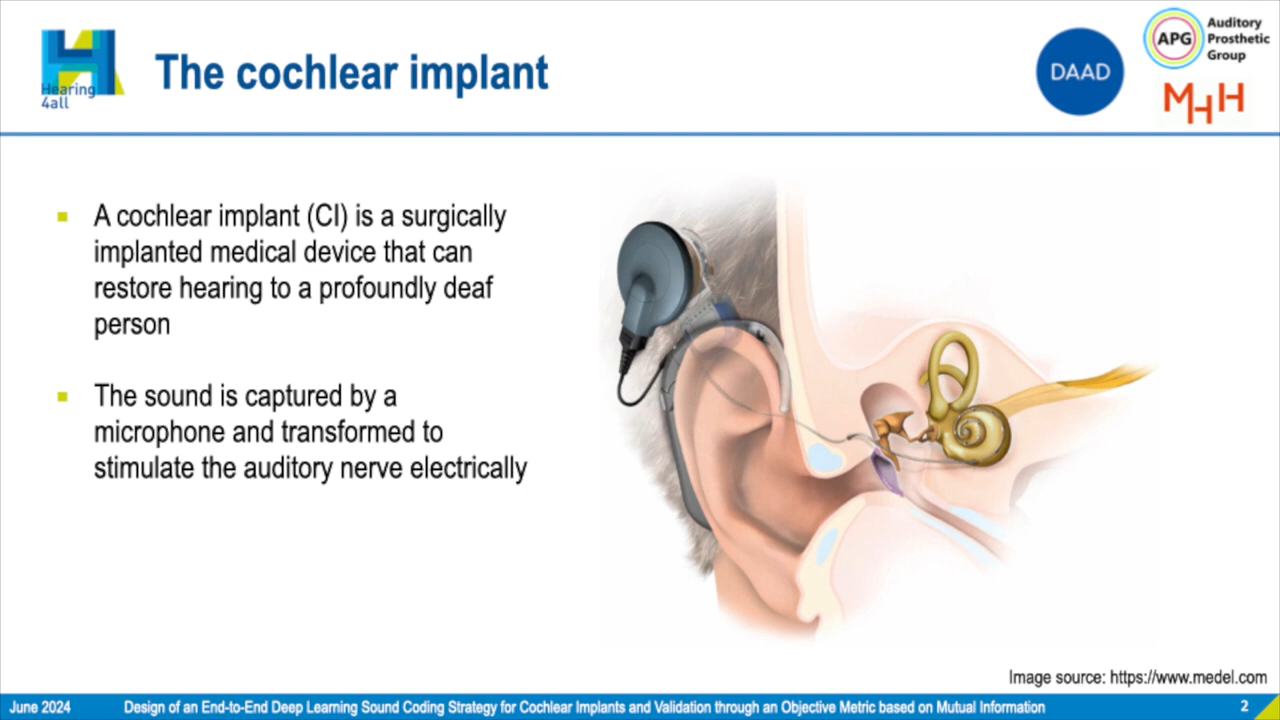 Hearing
4all
The cochlear implant
DAAD
APG
Auditory
Prosthetic
Group
MHH
A cochlear implant (CI) is a surgically
implanted medical device that can
restore hearing to a profoundly deaf
person
The sound is captured by a
microphone and transformed to
stimulate the auditory nerve electrically
Image source: https://www.medel.com
June 2024
Design of an End-to-End Deep Learning Sound Coding Strategy for Cochlear Implants and Validation through an Objective Metric based on Mutual Information
2